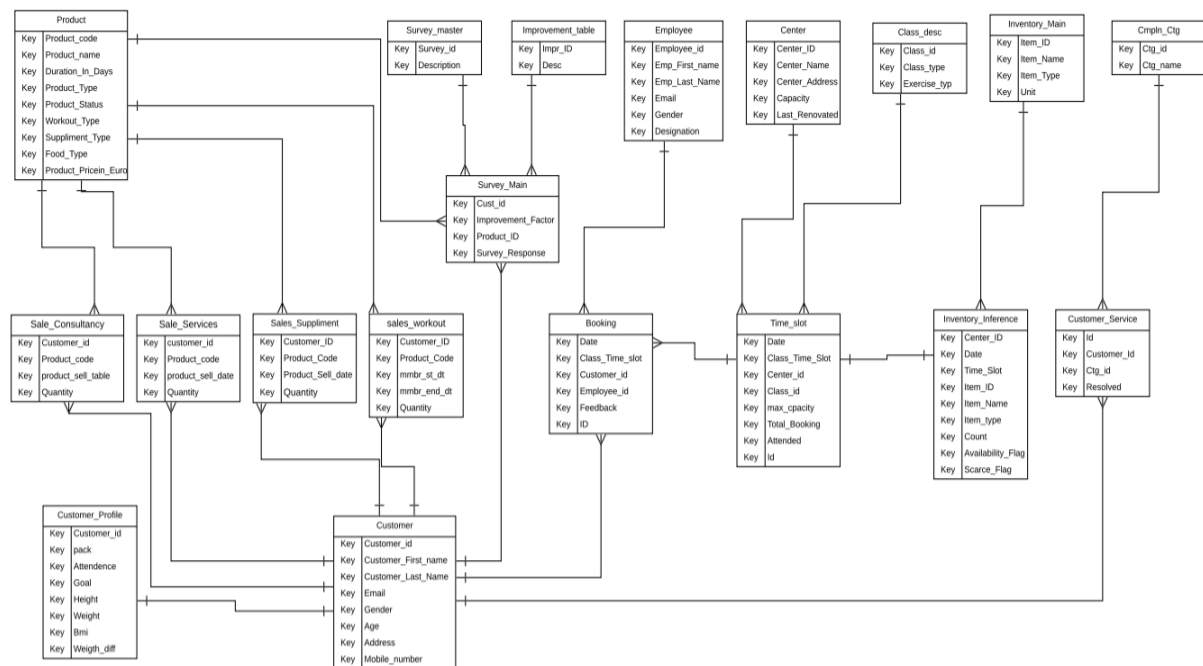 Product
Key Product_code
Key Product_name
Key Duration_In_Days
Key Product_Type
Key Product_Status
Key Workout_Type
Key Suppliment_Type
Key Food_Type
Key Product_Pricein_Euro
Survey_master
Key Survey_id
Key Description
Improvement_table
Key Impr_ID
Key Desc
Employee
Key Employee_id
Key Emp_First_name
Key Emp_Last_Name
Key Email
Key Gender
Key Designation
Center
Key Center_ID
Key Center_Name
Key Center_Address
Key Capacity
Key Last_Renovated
Class_desc
Key Class_id
Key Class_type
Key Exercise_typ
Inventory_Main
Key Item_ID
Key Item_Name
Key Item_Type
Key Unit
Cmpln_Ctg
Key Ctg_id
Key Ctg_name
Survey_Main
Key Cust_id
Key Improvement_Factor
Key Product_ID
Key Survey_Response
Sale_Consultancy
Key Customer_id
Key Product_code
Key product_sell_table
Key Quantity
Sale_Services
Key customer_id
Key Product_code
Key product_sell_date
Key Quantity
Sales_Suppliment
Key Customer_ID
Key Product_Code
Key Product_Sell_date
Key Quantity
sales_workout
Key Customer_ID
Key Product_Code
Key mmbr_st_dt
Key mmbr_end_dt
Key Quantity
Booking
Key Date
Key Class_Time_Slot
Key Customer_id
Key Employee_id
Key Feedback
Key ID
Time_slot
Key Date
Key Class_Time_Slot
Key Center_id
Key Class_id
Key max_cpacity
Key Total_Booking
Key Attended
Key Id
Inventory_Inference
Key Center_ID
Key Date
Key Time_Slot
Key Item_ID
Key Item_Name
Key Item_type
Key Count
Key Availability_Flag
Key Scarce_Flag
Customer_Service
Key Id
Key Customer_Id
Key Ctg_id
Key Resolved
Customer_Profile
Key Customer_id
Key pack
Key Attendence
Key Goal
Key Height
Key Weight
Key Bmi
Key Weigth_diff
Customer
Key Customer_id
Key Customer_First_name
Key Customer_Last_Name
Key Email
Key Gender
Key Age
Key Address
Key Mobile_number